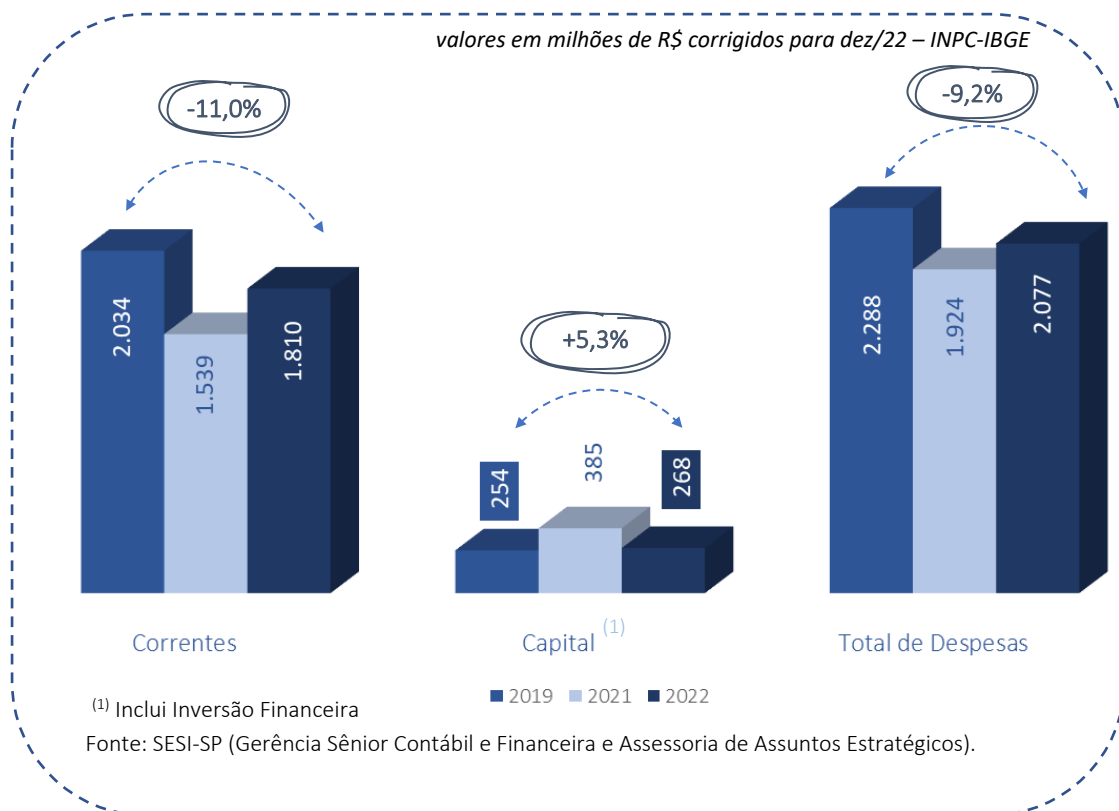 valores em milhões de R$ corrigidos para dez/22 – INPC-IBGE
-11,0%
-9,2%
+5,3%
2.034
1.539
1.810
254
385
268
2.288
1.924
2.077
Correntes
Capital (1)
Total de Despesas
2019 2021 2022
(1) Inclui Inversão Financeira
Fonte: SESI-SP (Gerência Sênior Contábil e Financeira e Assessoria de Assuntos Estratégicos).